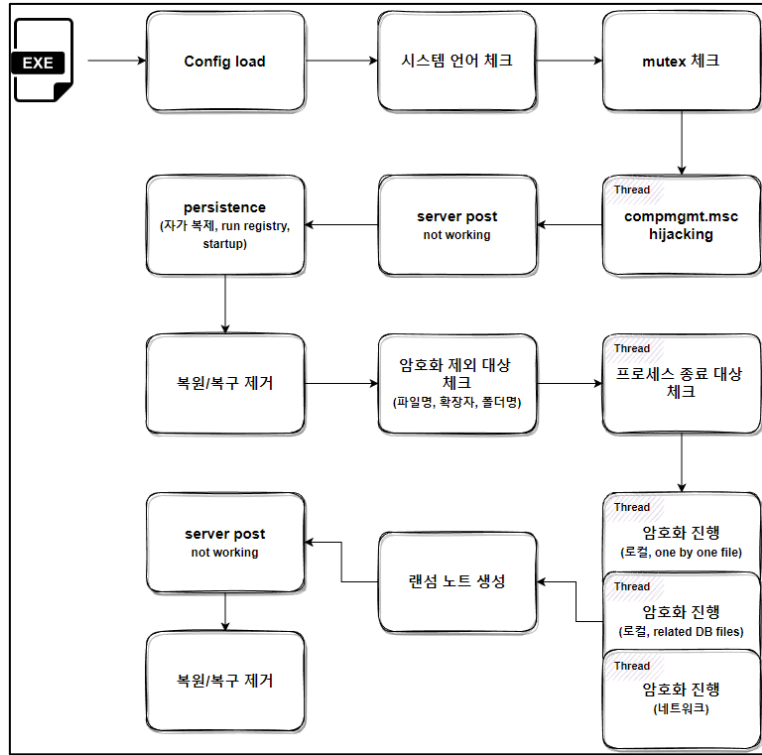 EXE
Config load
시스템 언어 체크
mutex 체크
Thread
compmgmt.msc
hijacking
server post
not working
persistence
(자가 복제, run registry,
startup)
복원/복구 제거
암호화 제외 대상
체크
(파일명, 확장자, 폴더명)
Thread
프로세스 종료 대상
체크
Thread
암호화 진행
(로컬, one by one file)
Thread
암호화 진행
(로컬, related DB files)
Thread
암호화 진행
(네트워크)
랜섬 노트 생성
server post
not working
복원/복구 제거